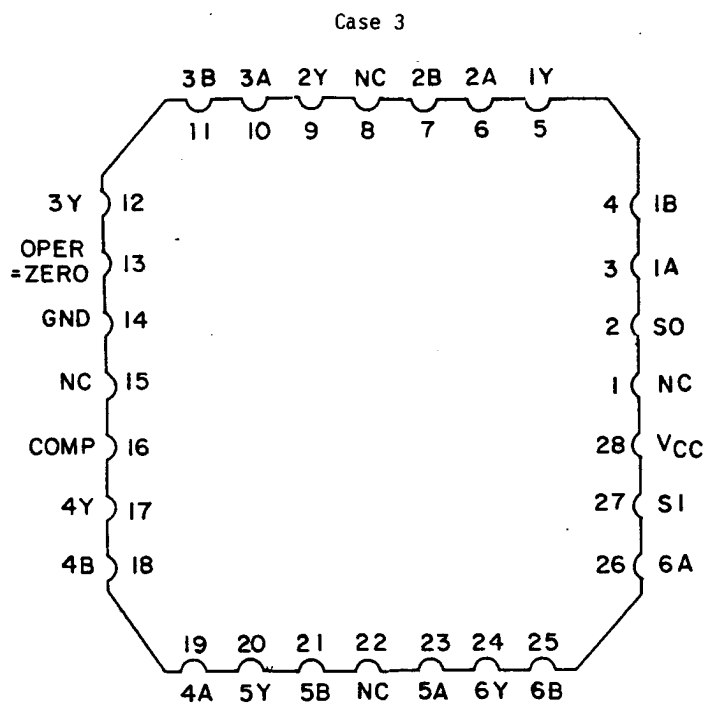 Case 3
3B 3A 2Y NC 2B 2A 1Y
11 10 9 8 7 6 5
3Y 12
4 1B
OPER
=ZERO 13
3 1A
GND 14
2 SO
NC 15
1 NC
COMP 16
28 VCC
4Y 17
27 S1
4B 18
26 6A
19 20 21 22 23 24 25
4A 5Y 5B NC 5A 6Y 6B